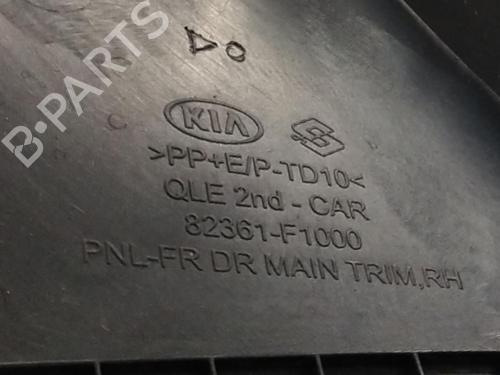 B-PARTS
KIA
>PP+E/P-TD10<
QLE 2nd - CAR
82361-F1000
PNL-FR DR MAIN TRIM,RH